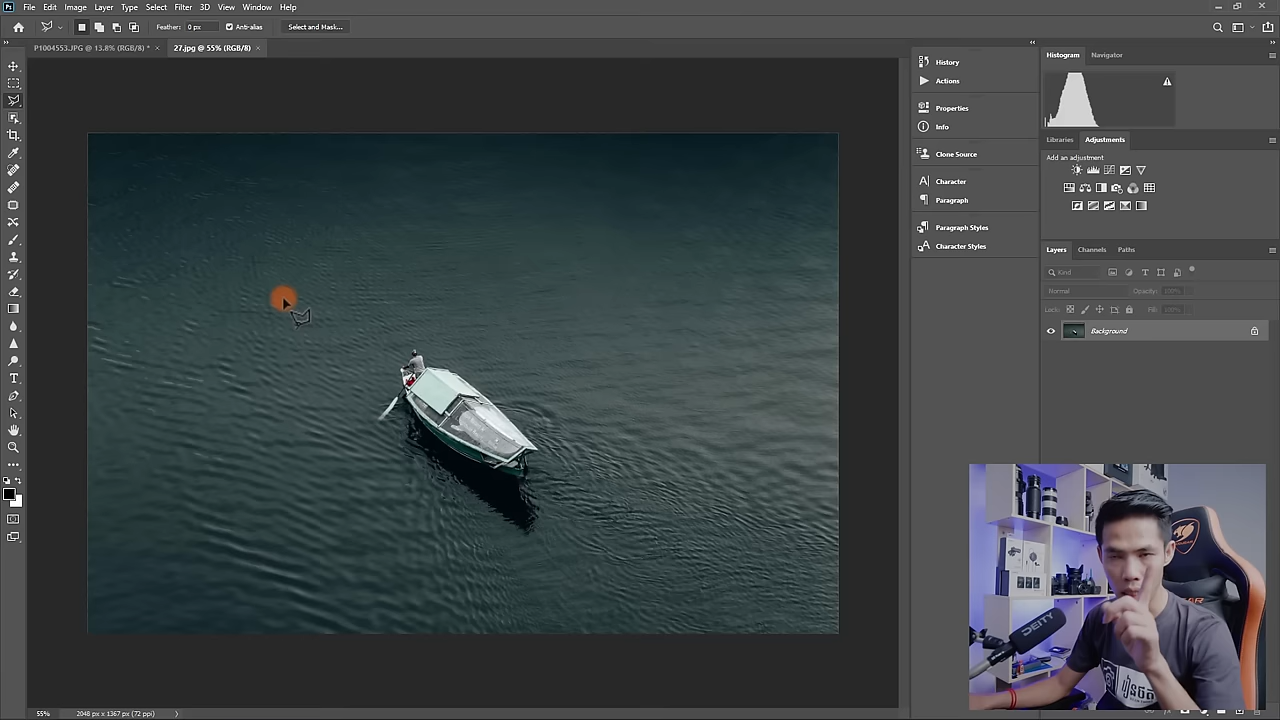 File Edit Image Layer Type Select Filter 3D View Window Help
Feather: 0 px Anti-alias Select and Mask...
P1004553.JPG @ 13.8% (RGB/8) * × 27.jpg @ 55% (RGB/8) ×
History
Actions
Properties
Info
Clone Source
Character
Paragraph
Paragraph Styles
Character Styles
Histogram Navigator
Libraries Adjustments
Add an adjustment
Layers Channels Paths
Kind
Normal Opacity: 100%
Lock: Fill: 100%
Background
DEITY
55% 2048 px x 1367 px (72 ppi)